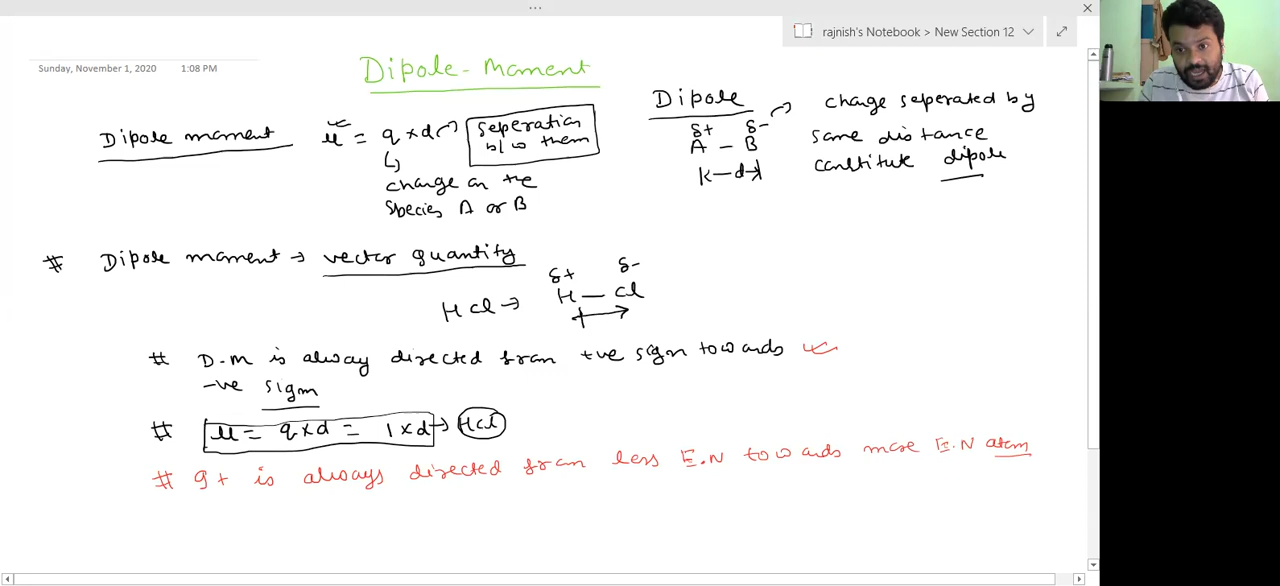 rajnish's Notebook > New Section 12
Sunday, November 1, 2020 1:08 PM
Dipole-Moment
Dipole moment μ = q × d → seperation b/w them
↳ charge on the
species A or B
Dipole → charge seperated by
same distance
constitute dipole
δ+ δ-
A - B
K—d→|
# Dipole moment → vector quantity
HCl → H — Cl
δ+ δ-
# D.M is always directed from +ve sign towards
-ve sign
# μ = q×d = 1×d → HCl
# It is always directed from less E.N towards more E.N atom